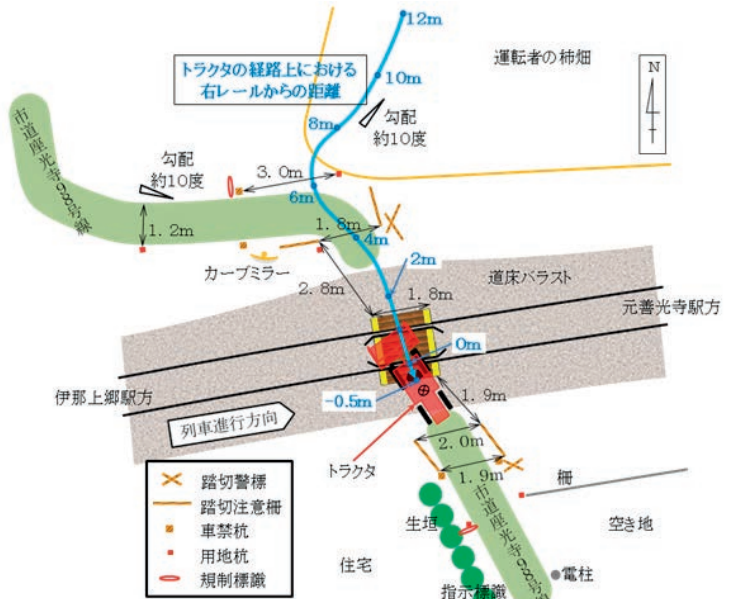 12m
運転者の柿畑
トラクタの経路上における
右レールからの距離
10m
N
8m
勾配
約10度
市道座光寺98号線
勾配
約10度
3.0m
6m
1.2m
1.8m
4m
カーブミラー
2.8m
2m
道床バラスト
1.8m
元善光寺駅方
0m
伊那上郷駅方
-0.5m
1.9m
列車進行方向
2.0m
トラクタ
1.9m
柵
踏切警標
踏切注意柵
車禁杭
用地杭
規制標識
生垣
市道座光寺98号線
空き地
住宅
電柱
指示標識